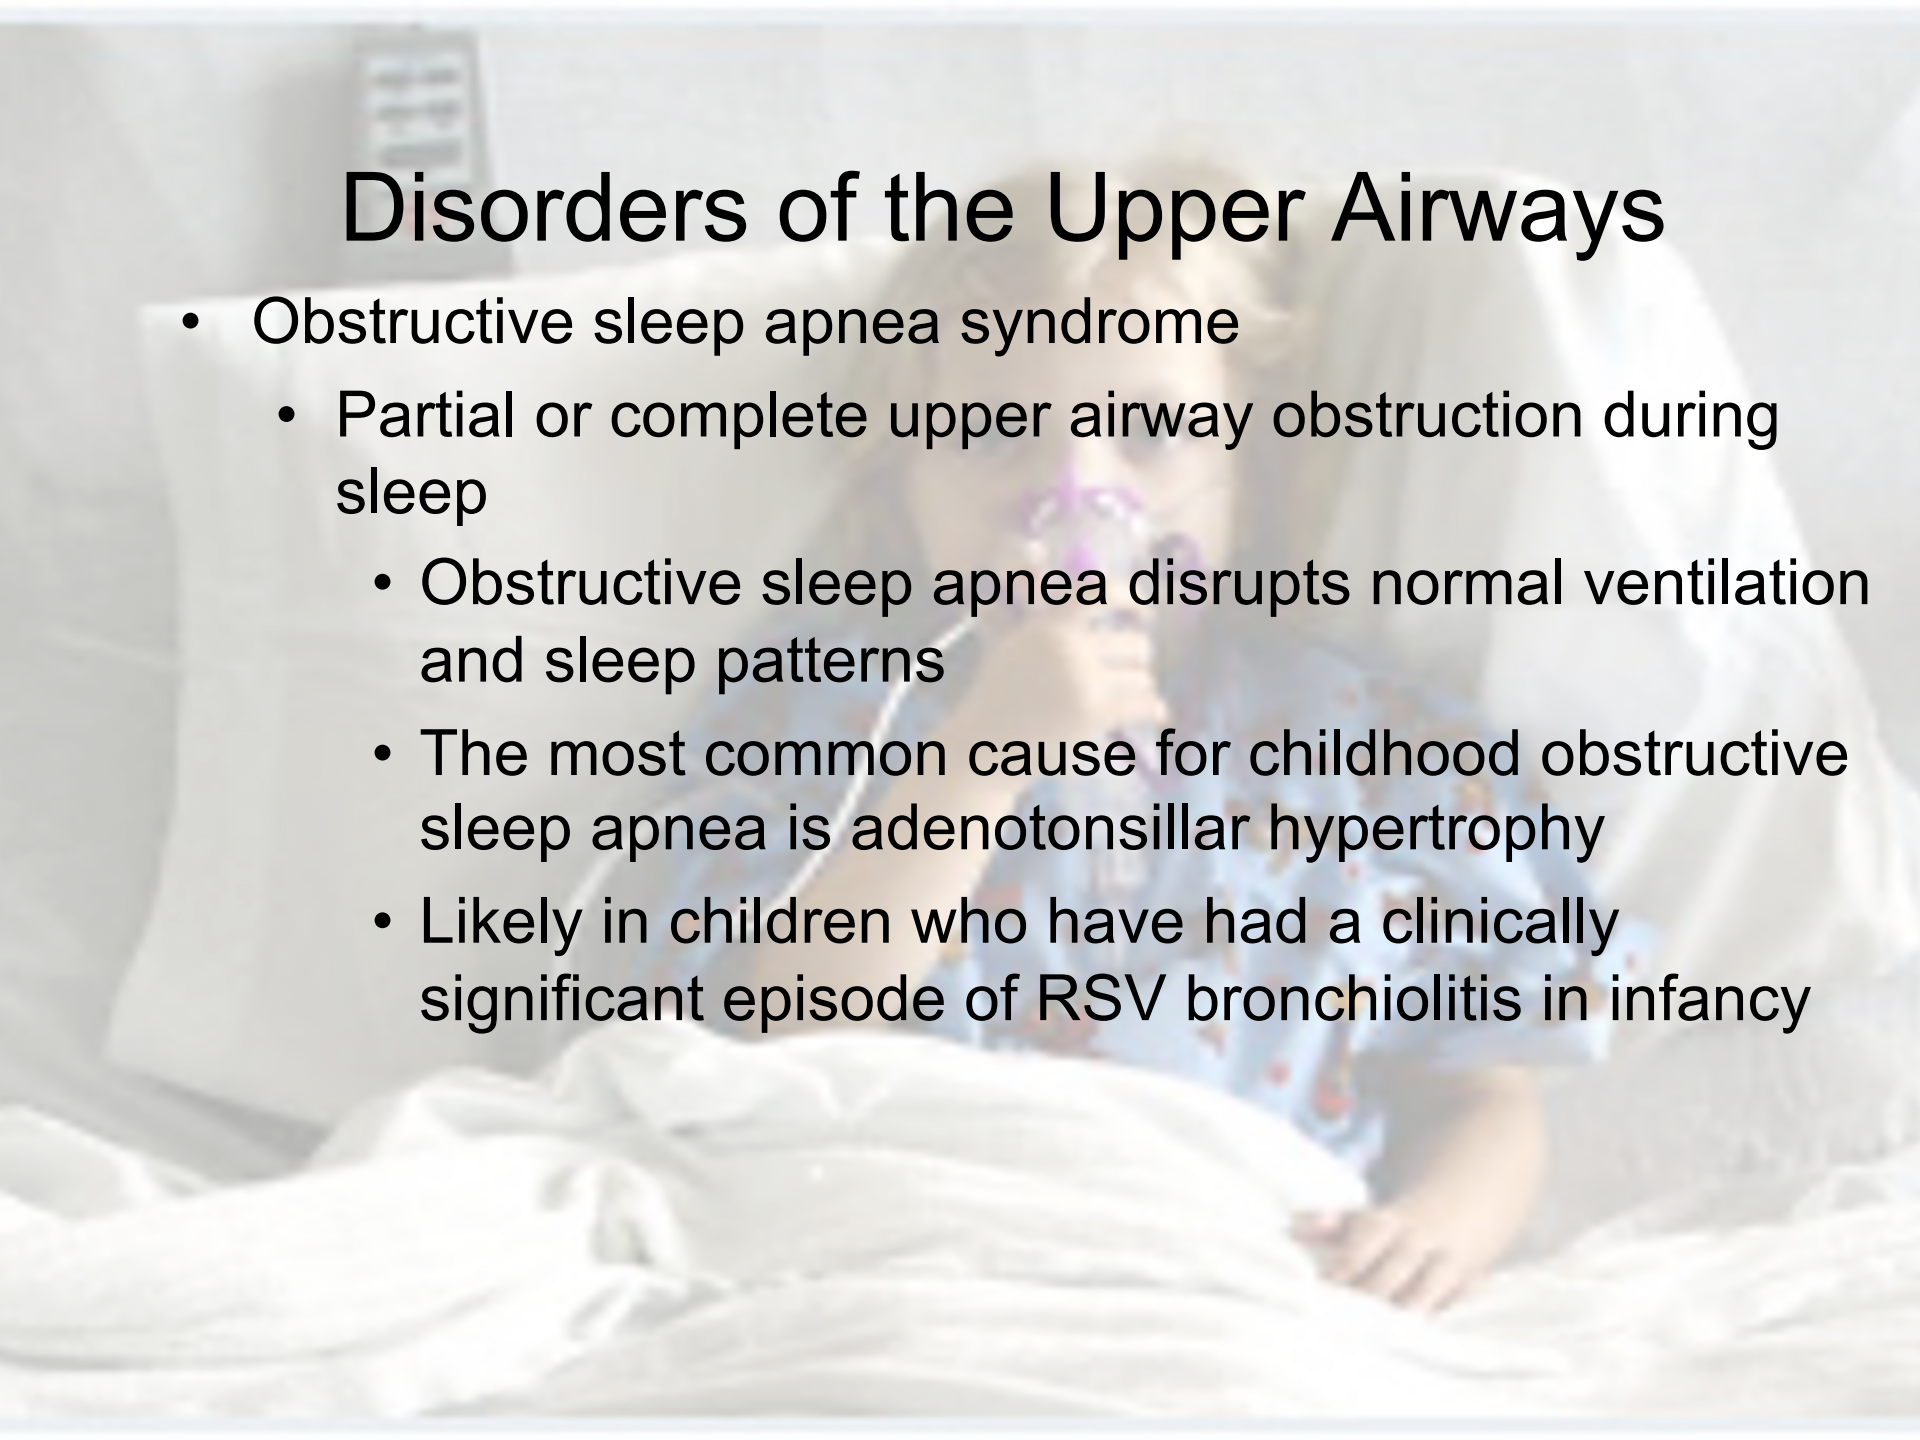 Disorders of the Upper Airways
• Obstructive sleep apnea syndrome
• Partial or complete upper airway obstruction during
sleep
• Obstructive sleep apnea disrupts normal ventilation
and sleep patterns
• The most common cause for childhood obstructive
sleep apnea is adenotonsillar hypertrophy
• Likely in children who have had a clinically
significant episode of RSV bronchiolitis in infancy